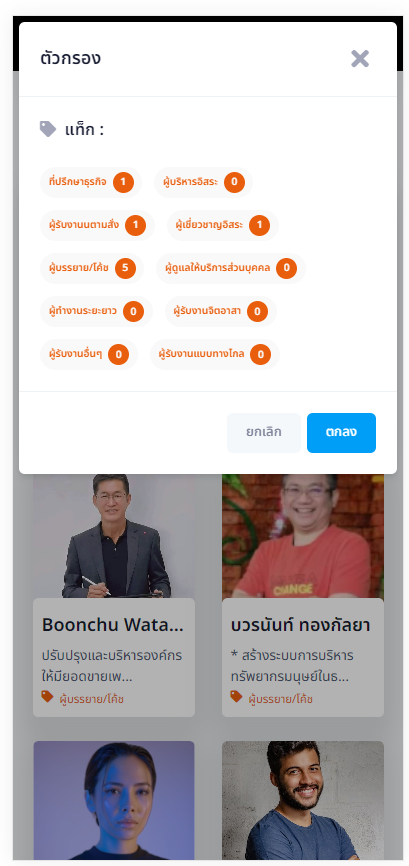 ตัวกรอง
แท็ก :
ที่ปรึกษาธุรกิจ 1 ผู้บริหารอิสระ 0
ผู้รับงานนตามสั่ง 1 ผู้เชี่ยวชาญอิสระ 1
ผู้บรรยาย/โค้ช 5 ผู้ดูแลให้บริการส่วนบุคคล 0
ผู้ทำงานระยะยาว 0 ผู้รับงานจิตอาสา 0
ผู้รับงานอื่นๆ 0 ผู้รับงานแบบทางไกล 0
ยกเลิก ตกลง
CHANGE
Boonchu Wata...
ปรับปรุงและบริหารองค์กร
ให้มียอดขายเพ...
ผู้บรรยาย/โค้ช
บวรนันท์ ทองกัลยา
* สร้างระบบการบริหาร
ทรัพยากรมนุษย์ในธ...
ผู้บรรยาย/โค้ช